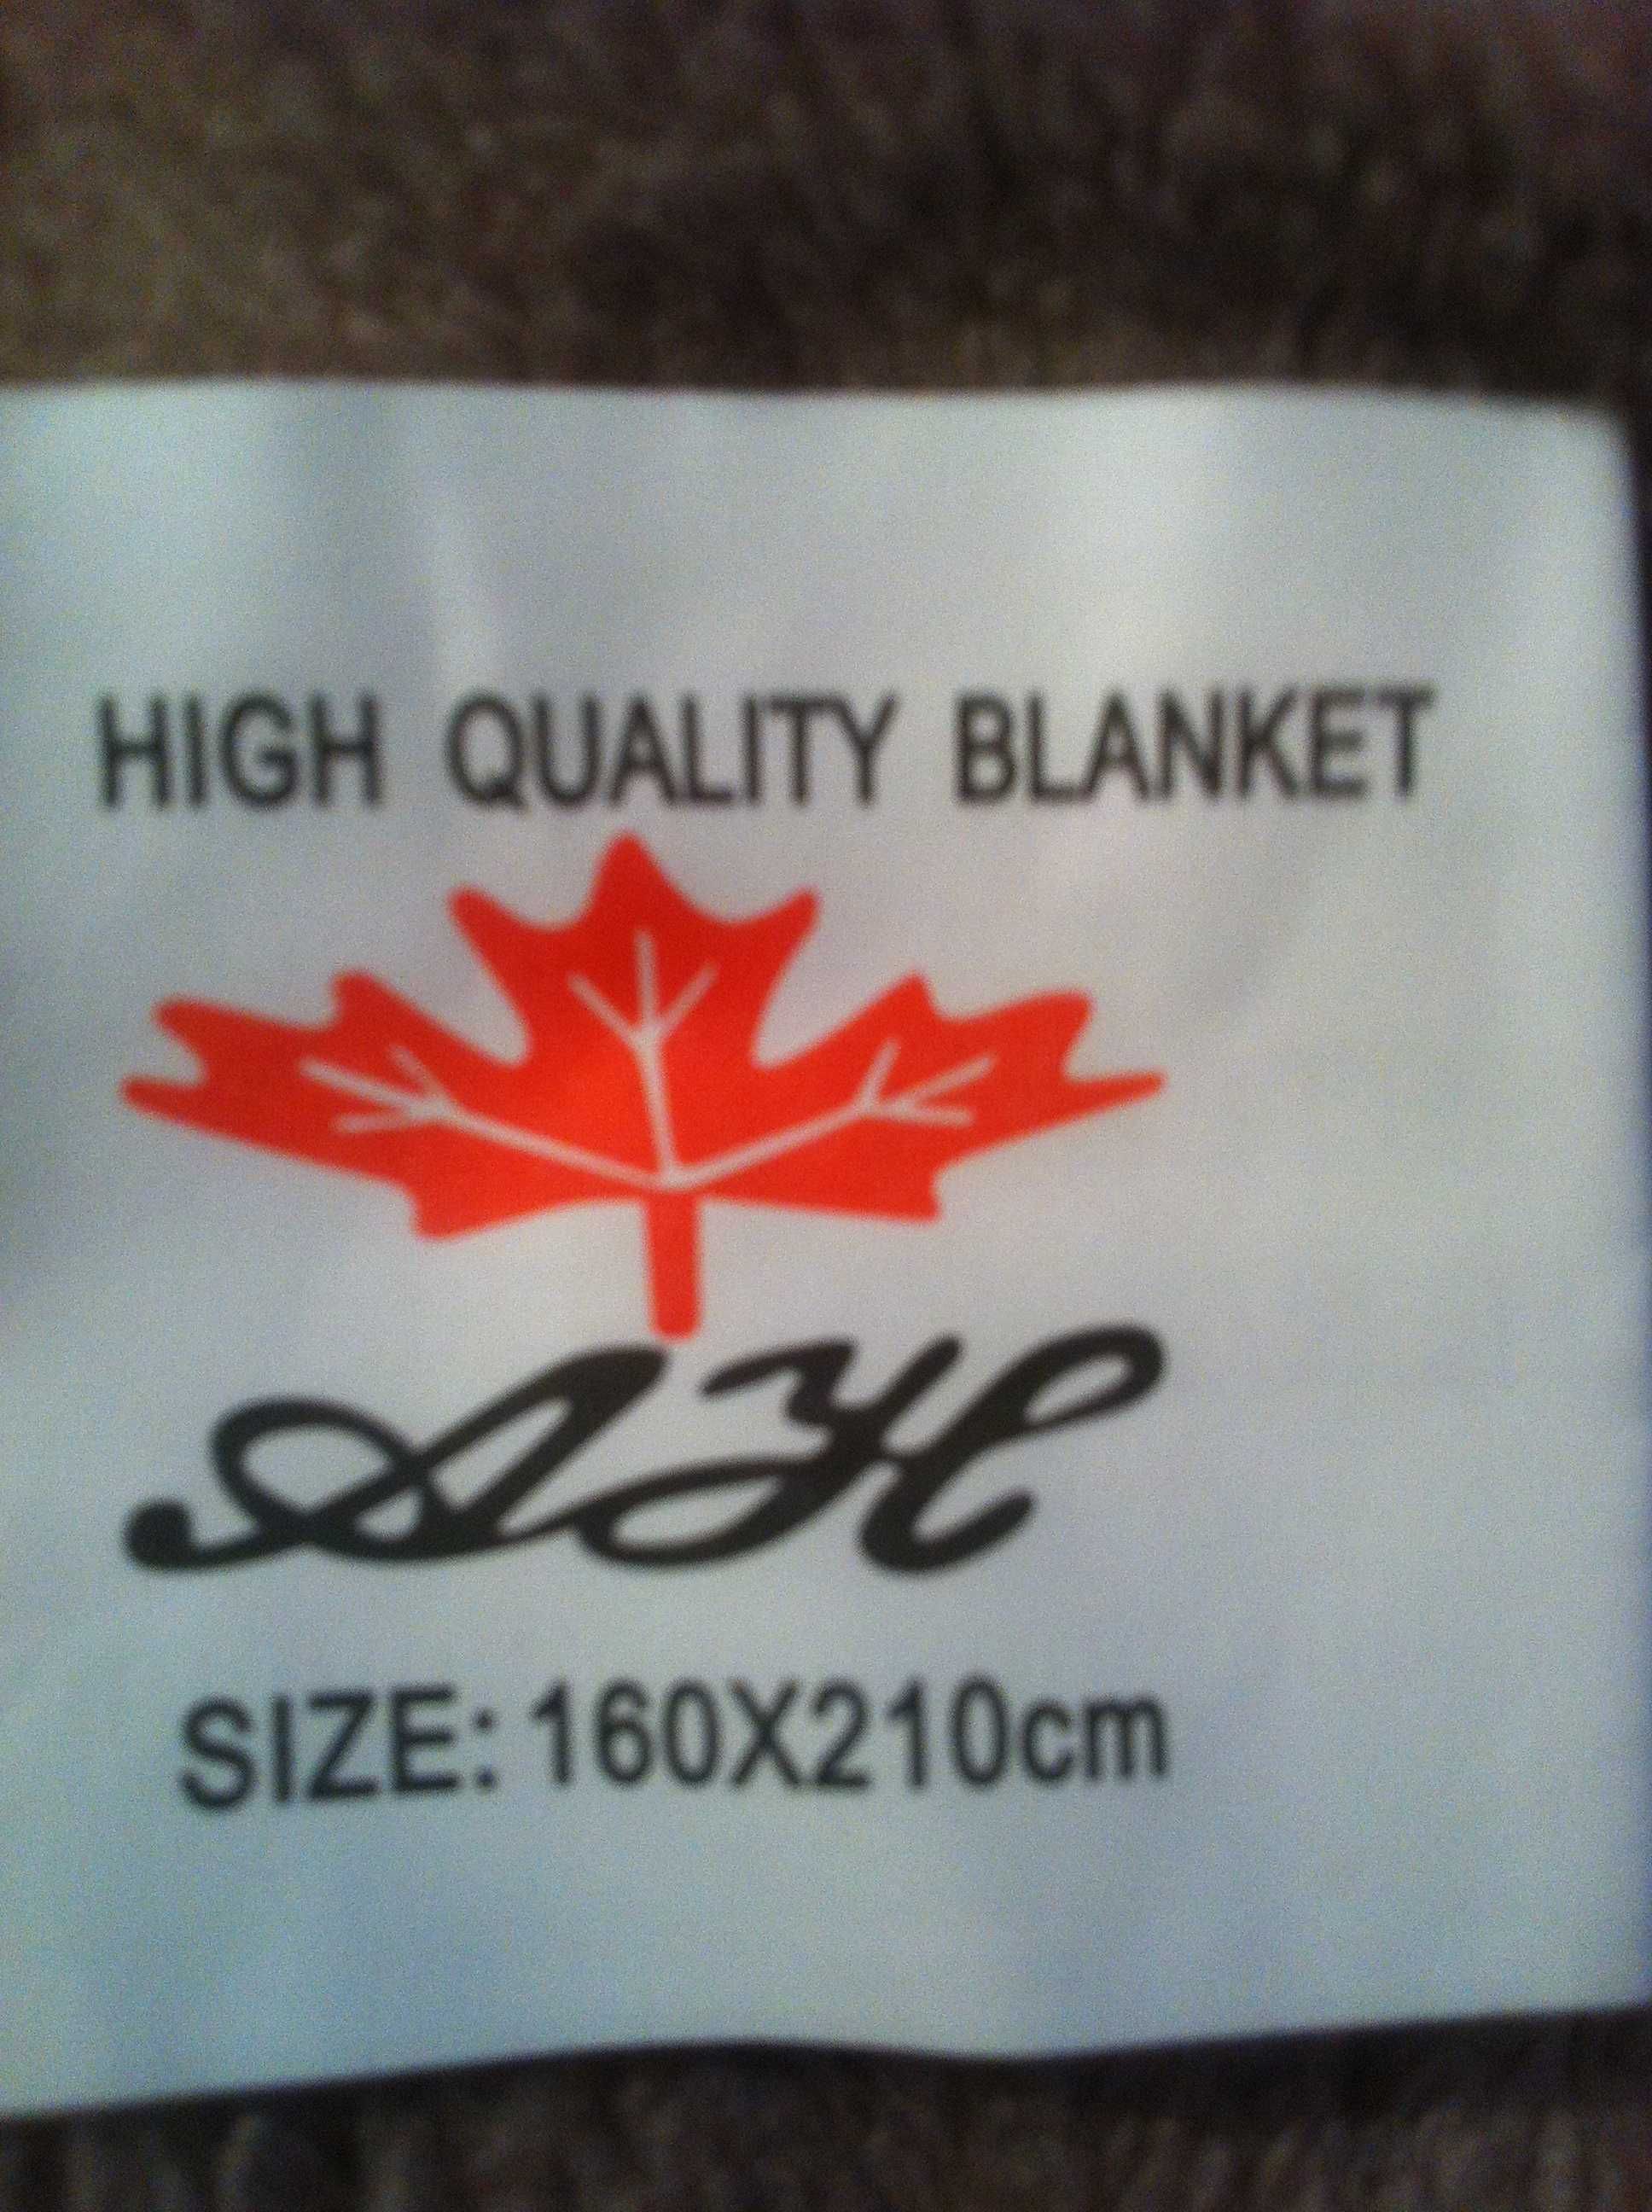 HIGH QUALITY BLANKET
AH
SIZE: 160X210cm